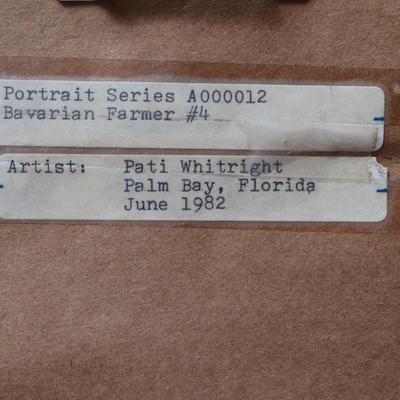 Portrait Series A000012
Bavarian Farmer #4
Artist: Pati Whitright
Palm Bay, Florida
June 1982